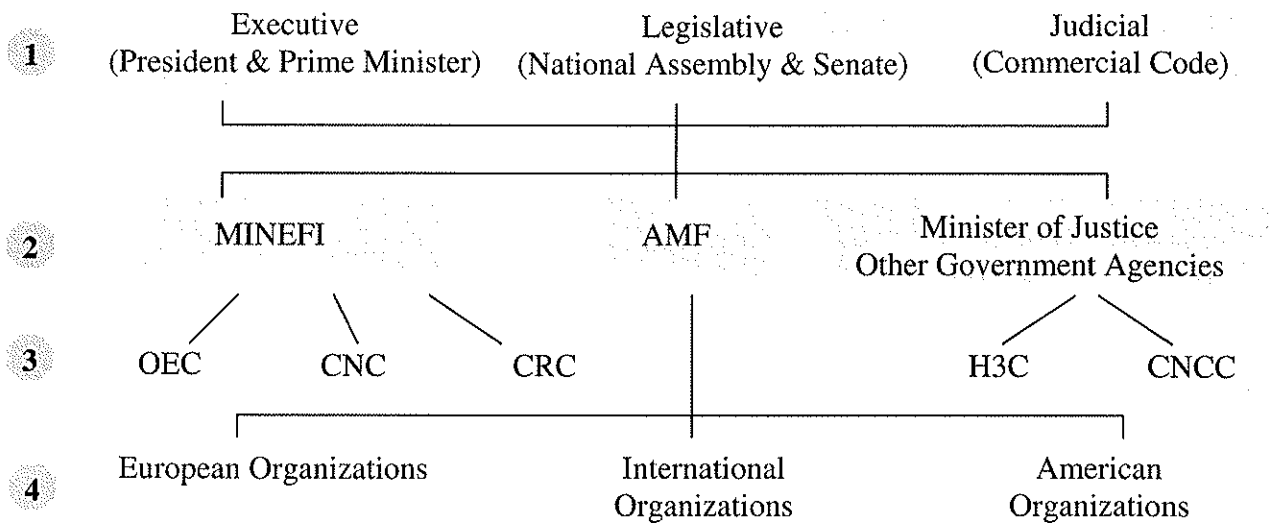 1
Executive
(President & Prime Minister)
Legislative
(National Assembly & Senate)
Judicial
(Commercial Code)
2
MINEFI
AMF
Minister of Justice
Other Government Agencies
3
OEC
CNC
CRC
H3C
CNCC
4
European Organizations
International
Organizations
American
Organizations